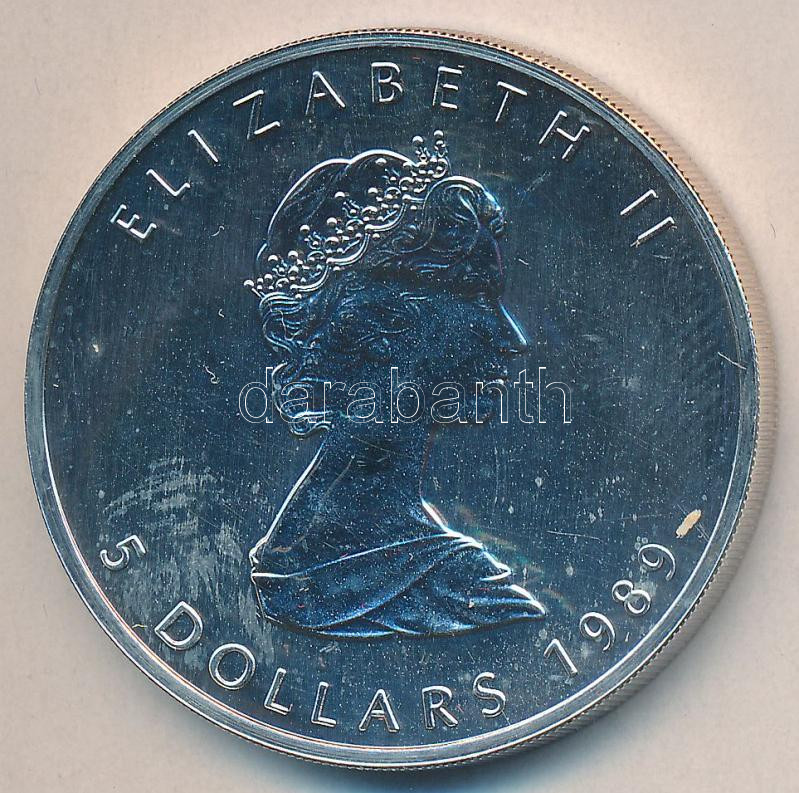 ELIZABETH II
darabanth
5 DOLLARS 1989